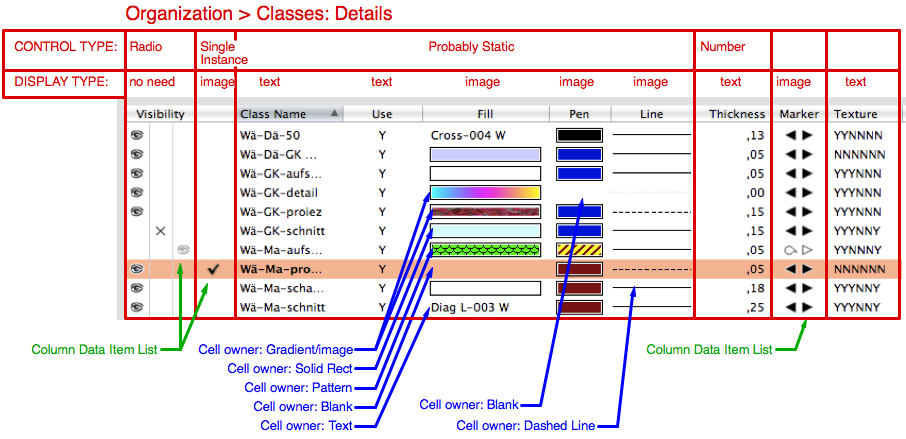 Organization > Classes: Details
CONTROL TYPE: Radio Single Instance Probably Static Number
DISPLAY TYPE: no need image text text image image image text image text
Visibility Class Name Use Fill Pen Line Thickness Marker Texture
Wä-Dä-50 Y Cross-004 W ,13 YYNNNN
Wä-Dä-GK ... Y ,05 NNNNNN
Wä-GK-aufs... Y ,05 YYYNNN
Wä-GK-detail Y ,00 YYYNNN
Wä-GK-proiez Y ,15 YYYNNN
Wä-GK-schnitt Y ,15 YYYNNY
Wä-Ma-aufs... Y ,05 YYNNNY
Wä-Ma-pro... Y ,05 NNNNNN
Wä-Ma-scha... Y ,18 YYYNNY
Wä-Ma-schnitt Y Diag L-003 W ,25 YYYNNY
Column Data Item List Cell owner: Gradient/image Column Data Item List
Cell owner: Solid Rect
Cell owner: Pattern
Cell owner: Blank Cell owner: Blank
Cell owner: Text Cell owner: Dashed Line